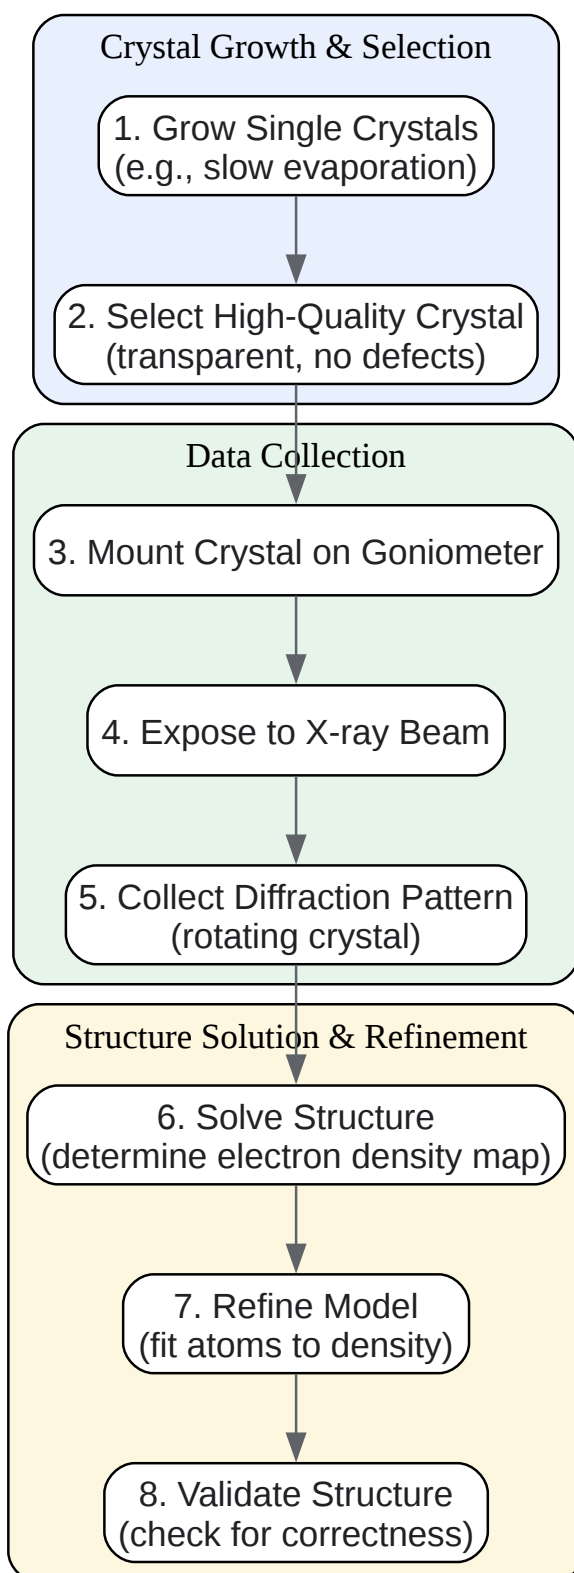 Crystal Growth & Selection
1. Grow Single Crystals
(e.g., slow evaporation)
2. Select High-Quality Crystal
(transparent, no defects)
Data Collection
3. Mount Crystal on Goniometer
4. Expose to X-ray Beam
5. Collect Diffraction Pattern
(rotating crystal)
Structure Solution & Refinement
6. Solve Structure
(determine electron density map)
7. Refine Model
(fit atoms to density)
8. Validate Structure
(check for correctness)